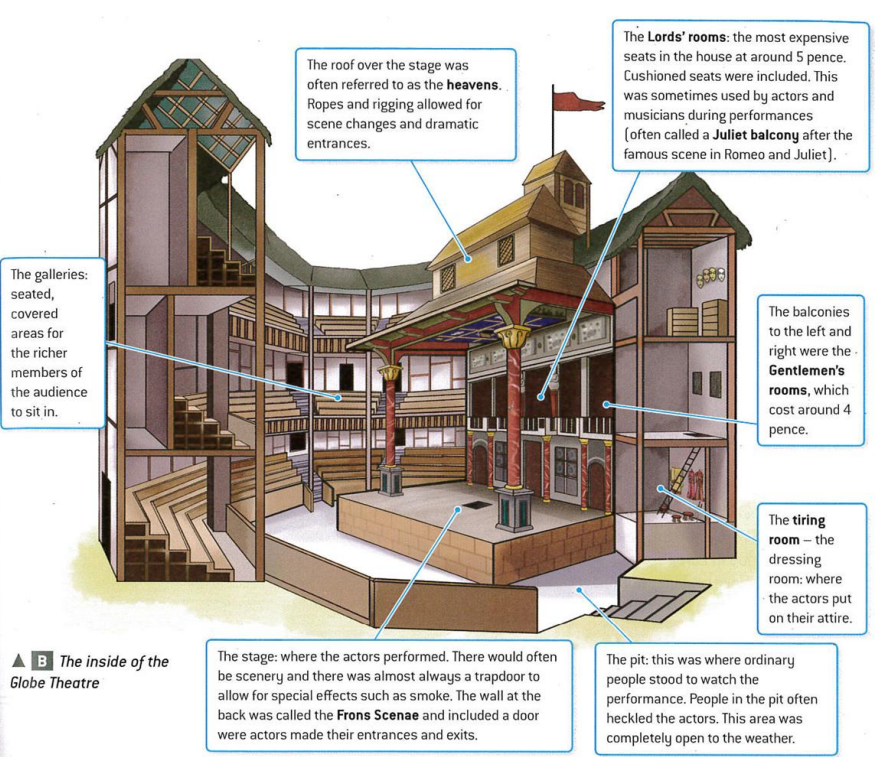 The roof over the stage was
often referred to as the heavens.
Ropes and rigging allowed for
scene changes and dramatic
entrances.
The Lords' rooms: the most expensive
seats in the house at around 5 pence.
Cushioned seats were included. This
was sometimes used by actors and
musicians during performances
(often called a Juliet balcony after the
famous scene in Romeo and Juliet).
The galleries:
seated,
covered
areas for
the richer
members of
the audience
to sit in.
The balconies
to the left and
right were the
Gentlemen's
rooms, which
cost around 4
pence.
The tiring
room – the
dressing
room: where
the actors put
on their attire.
▲ B The inside of the
Globe Theatre
The stage: where the actors performed. There would often
be scenery and there was almost always a trapdoor to
allow for special effects such as smoke. The wall at the
back was called the Frons Scenae and included a door
were actors made their entrances and exits.
The pit: this was where ordinary
people stood to watch the
performance. People in the pit often
heckled the actors. This area was
completely open to the weather.